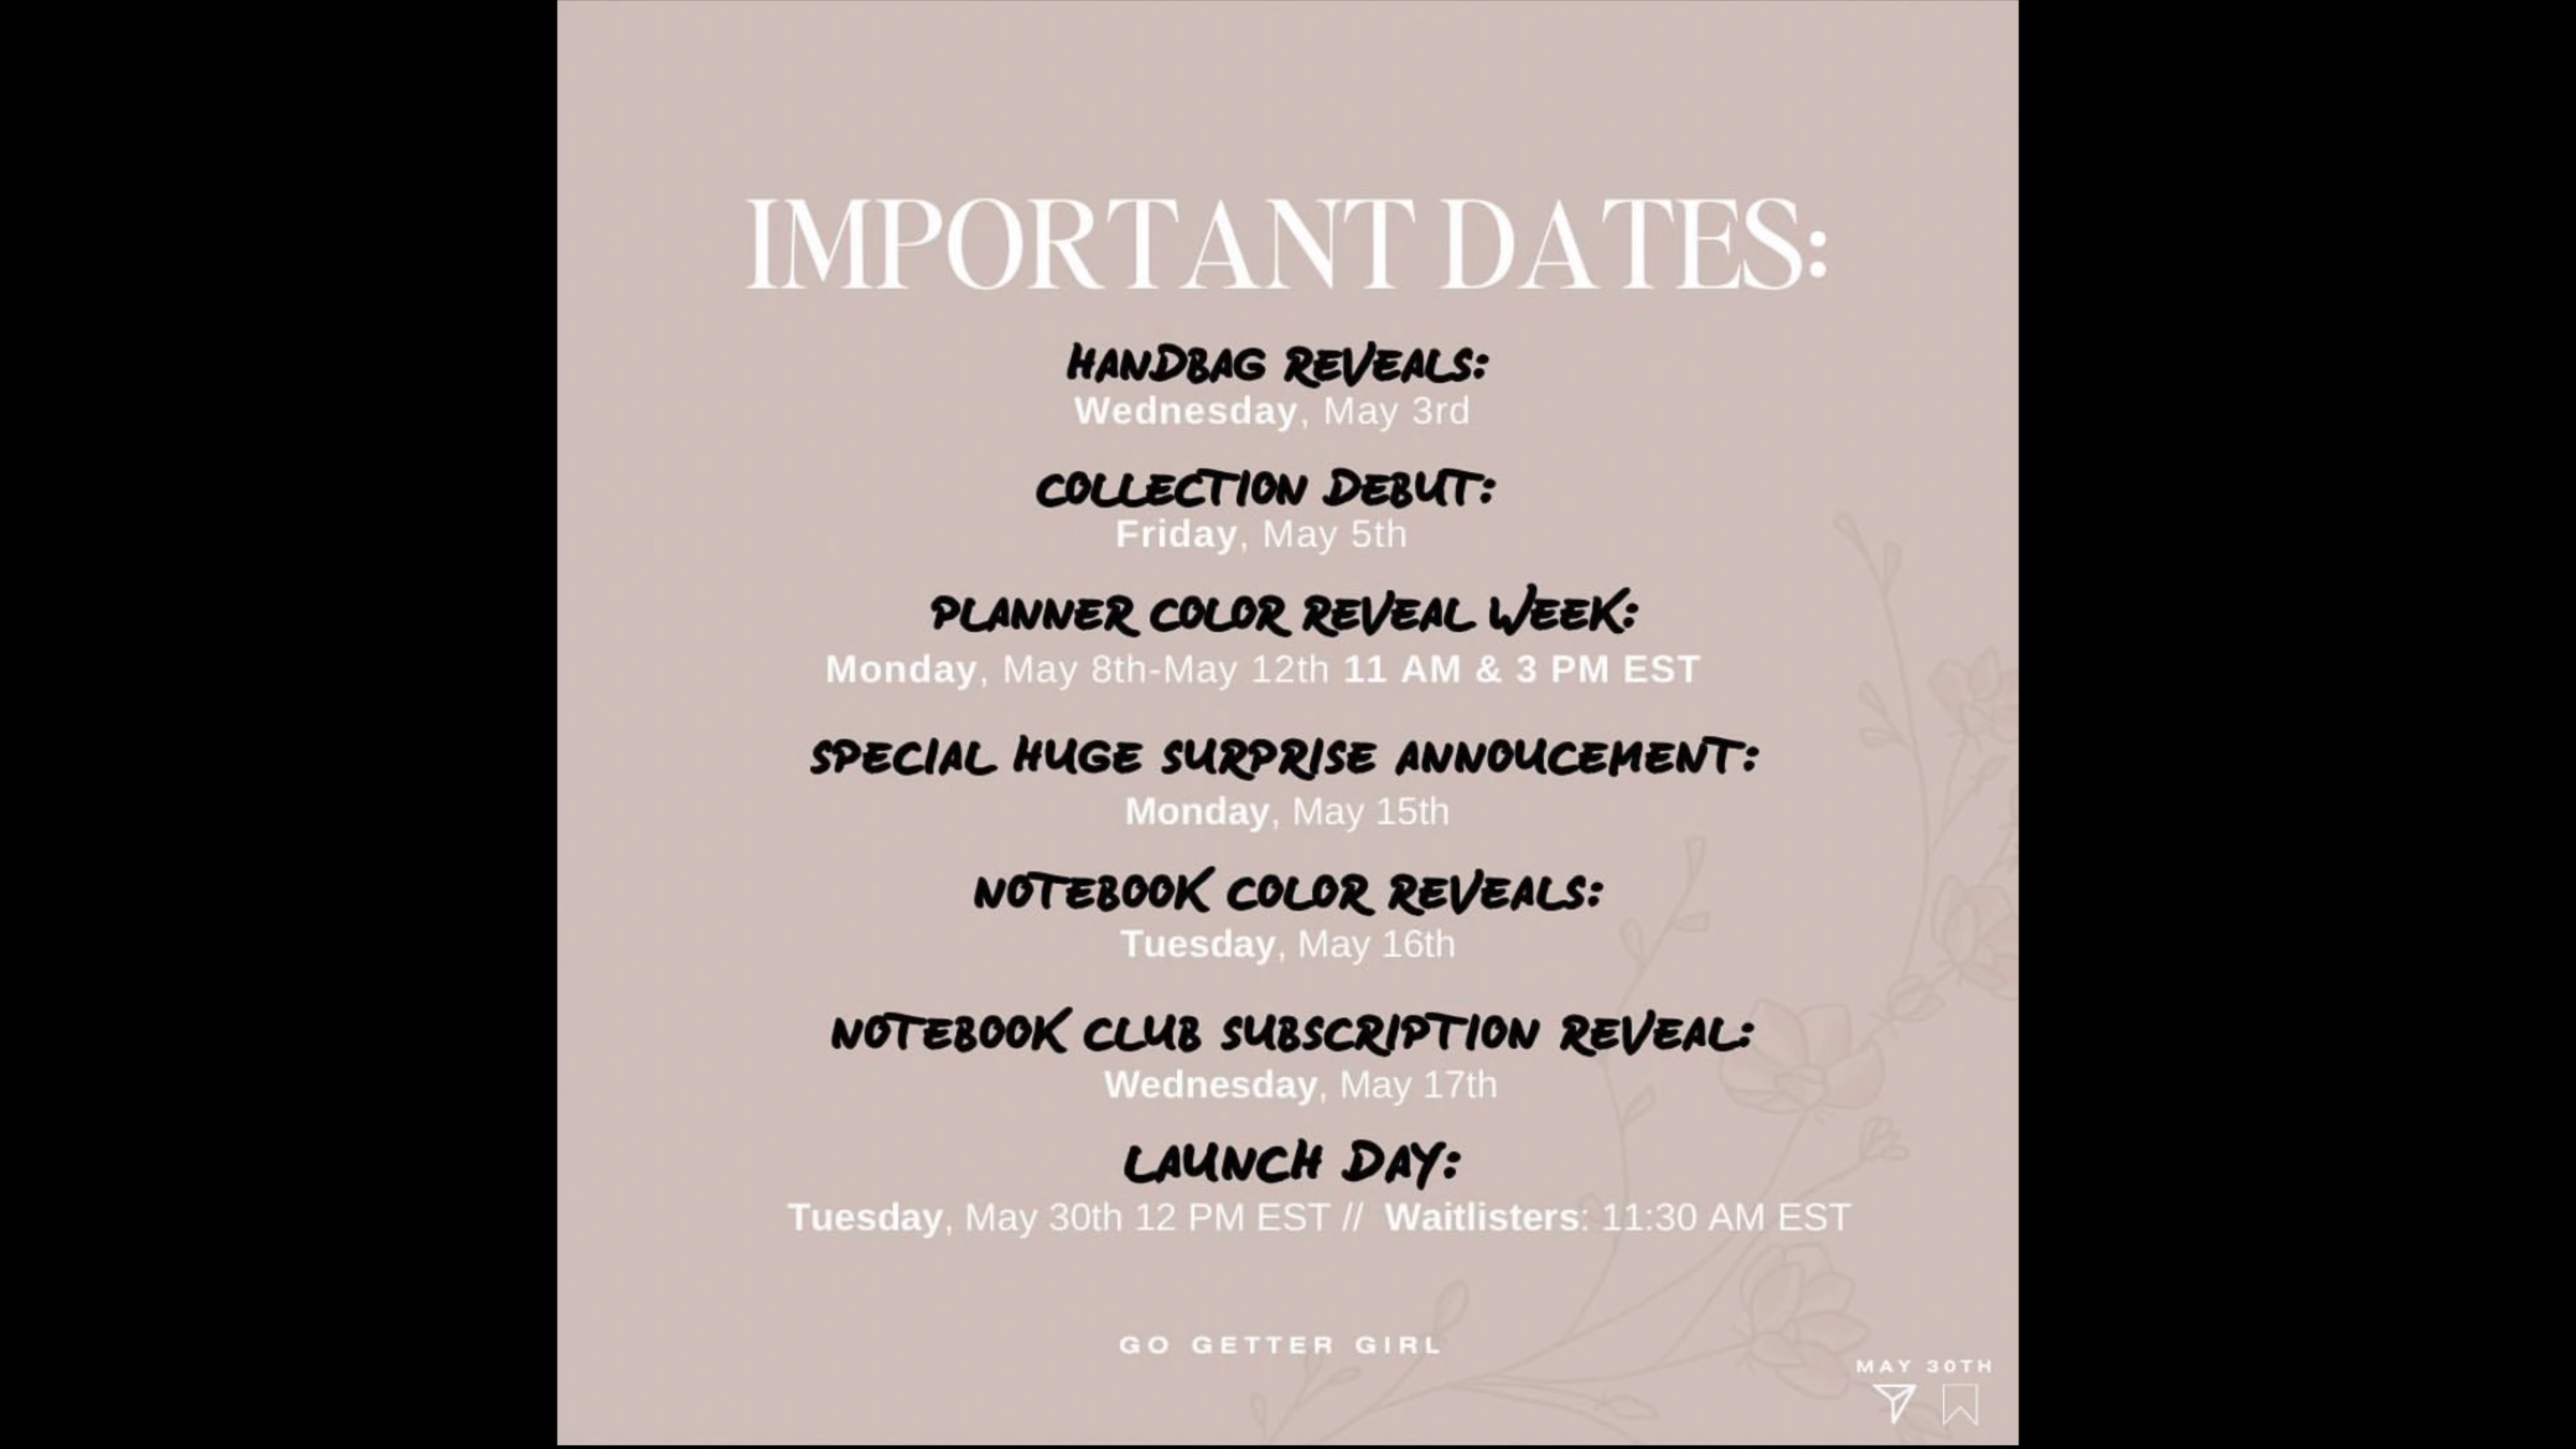 IMPORTANT DATES:
HANDBAG REVEALS:
Wednesday, May 3rd
COLLECTION DEBUT:
Friday, May 5th
PLANNER COLOR REVEAL WEEK:
Monday, May 8th-May 12th 11 AM & 3 PM EST
SPECIAL HUGE SURPRISE ANNOUCEMENT:
Monday, May 15th
NOTEBOOK COLOR REVEALS:
Tuesday, May 16th
NOTEBOOK CLUB SUBSCRIPTION REVEAL:
Wednesday, May 17th
LAUNCH DAY:
Tuesday, May 30th 12 PM EST // Waitlisters: 11:30 AM EST
GO GETTER GIRL
MAY 30TH